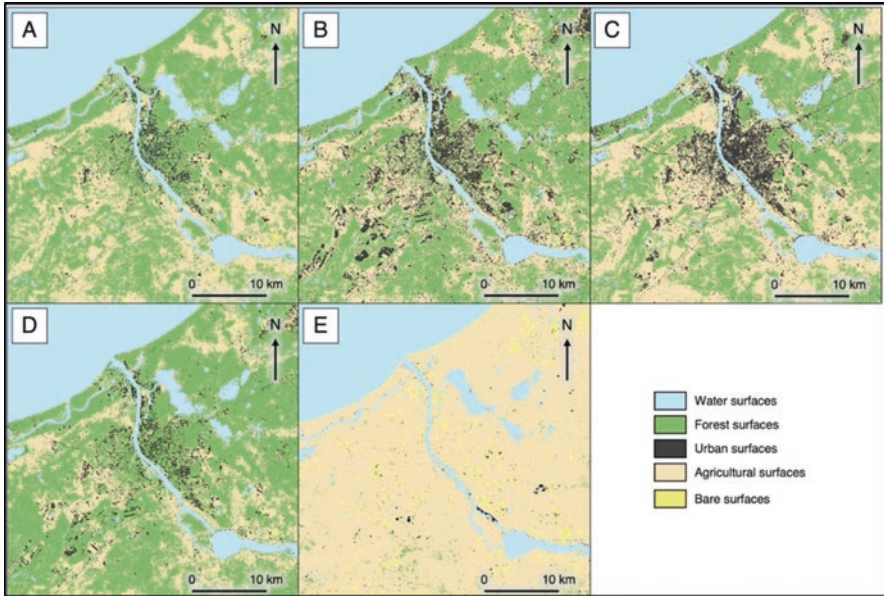 A
N
0 10 km
B
N
0 10 km
C
N
0 10 km
D
N
0 10 km
E
N
0 10 km
Water surfaces
Forest surfaces
Urban surfaces
Agricultural surfaces
Bare surfaces